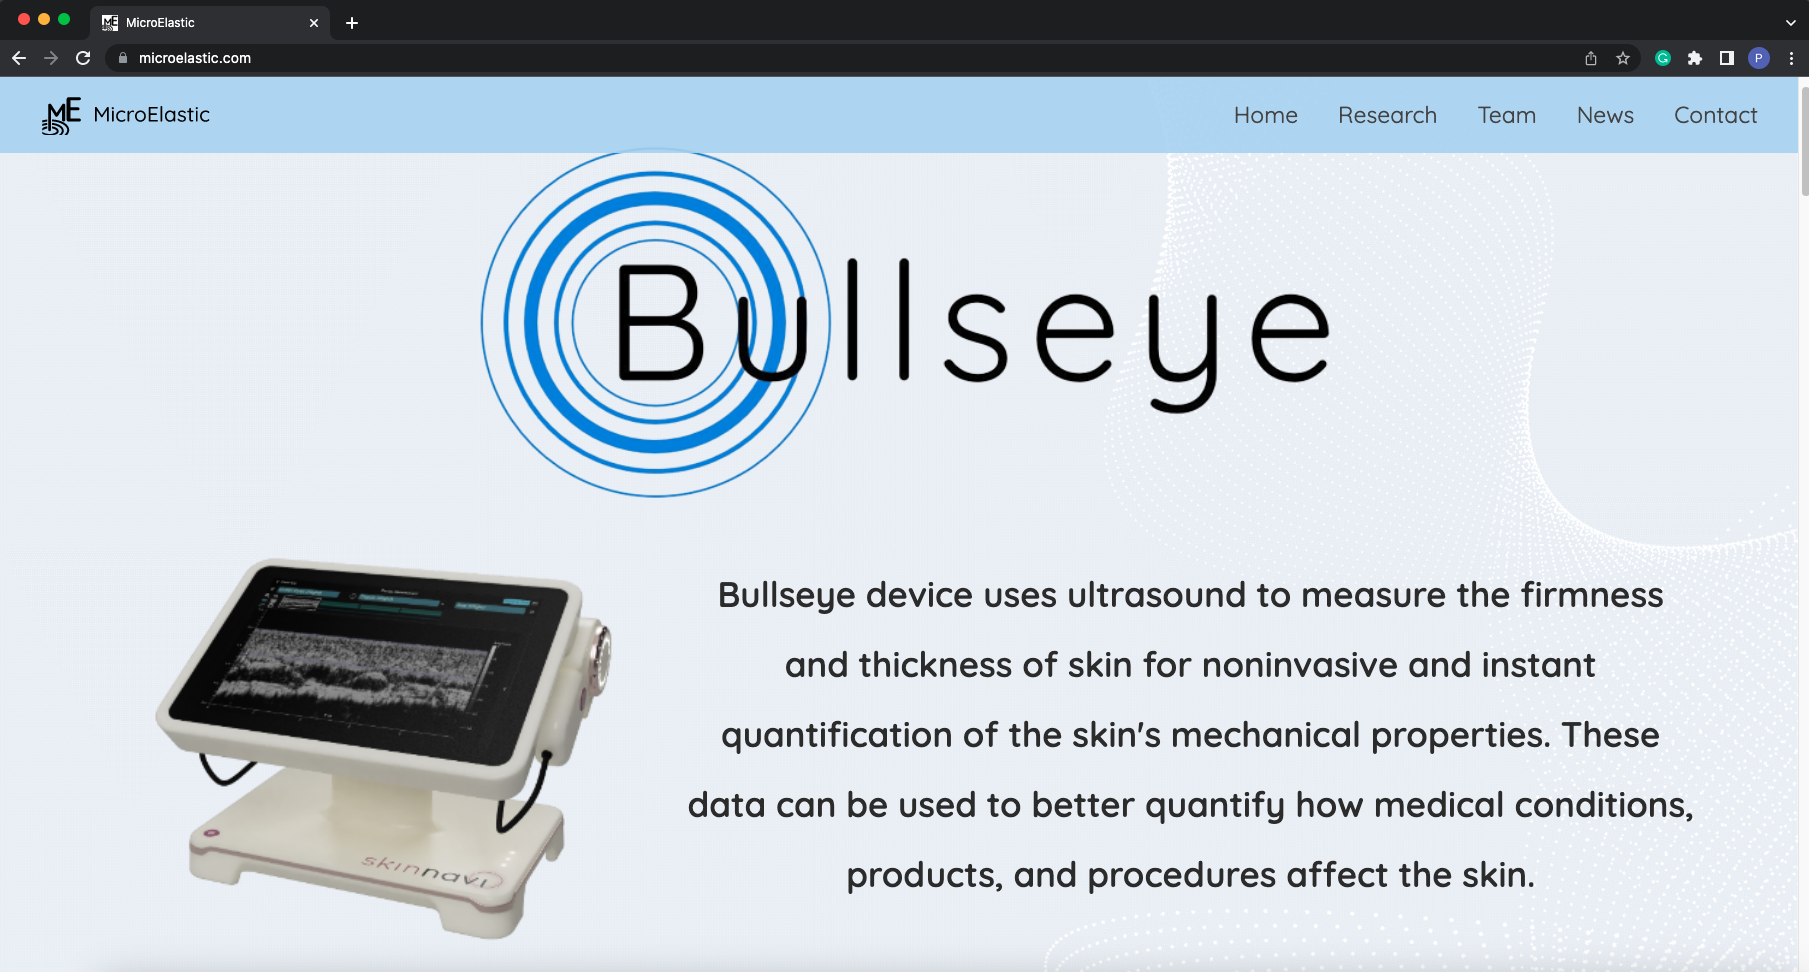 MicroElastic
microelastic.com
G
P
ME MicroElastic
Home Research Team News Contact
Bullseye
Bullseye device uses ultrasound to measure the firmness
and thickness of skin for noninvasive and instant
quantification of the skin's mechanical properties. These
data can be used to better quantify how medical conditions,
products, and procedures affect the skin.
skinnavi